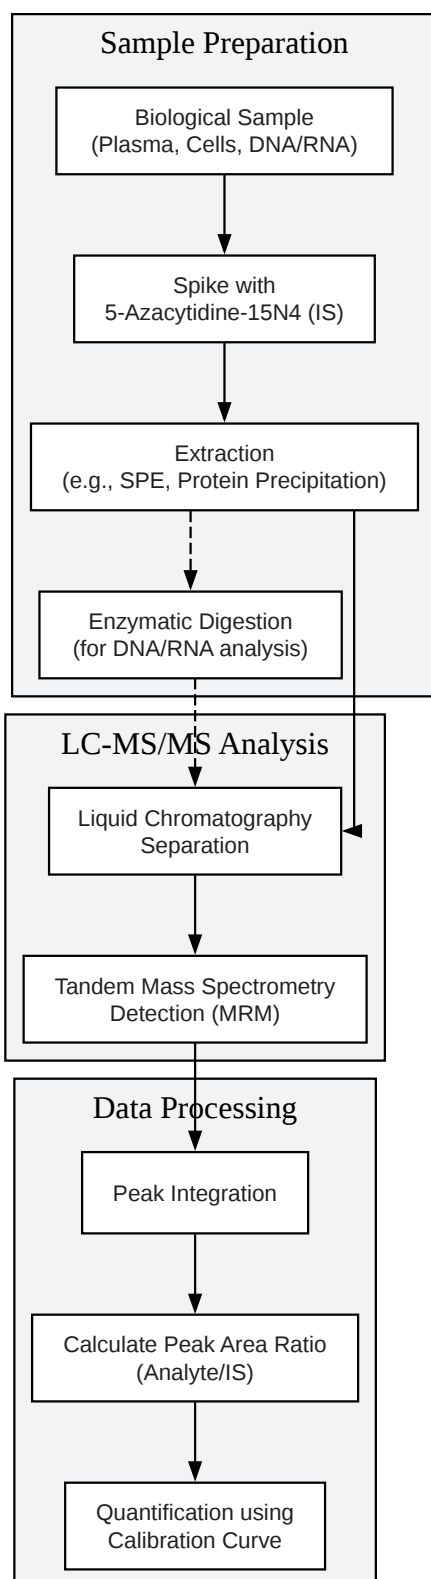 Sample Preparation
Biological Sample
(Plasma, Cells, DNA/RNA)
Spike with
5-Azacytidine-15N4 (IS)
Extraction
(e.g., SPE, Protein Precipitation)
Enzymatic Digestion
(for DNA/RNA analysis)
LC-MS/MS Analysis
Liquid Chromatography
Separation
Tandem Mass Spectrometry
Detection (MRM)
Data Processing
Peak Integration
Calculate Peak Area Ratio
(Analyte/IS)
Quantification using
Calibration Curve